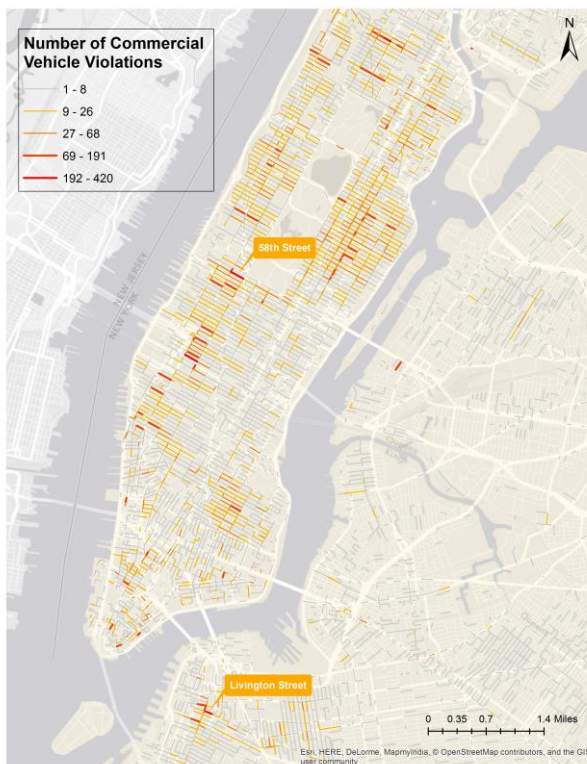 Number of Commercial
Vehicle Violations
1 - 8
9 - 26
27 - 68
69 - 191
192 - 420
N
58th Street
NEW JERSEY
NEW YORK
Livington Street
0 0.35 0.7 1.4 Miles
Esri, HERE, DeLorme, MapmyIndia, © OpenStreetMap contributors, and the GIS
user community